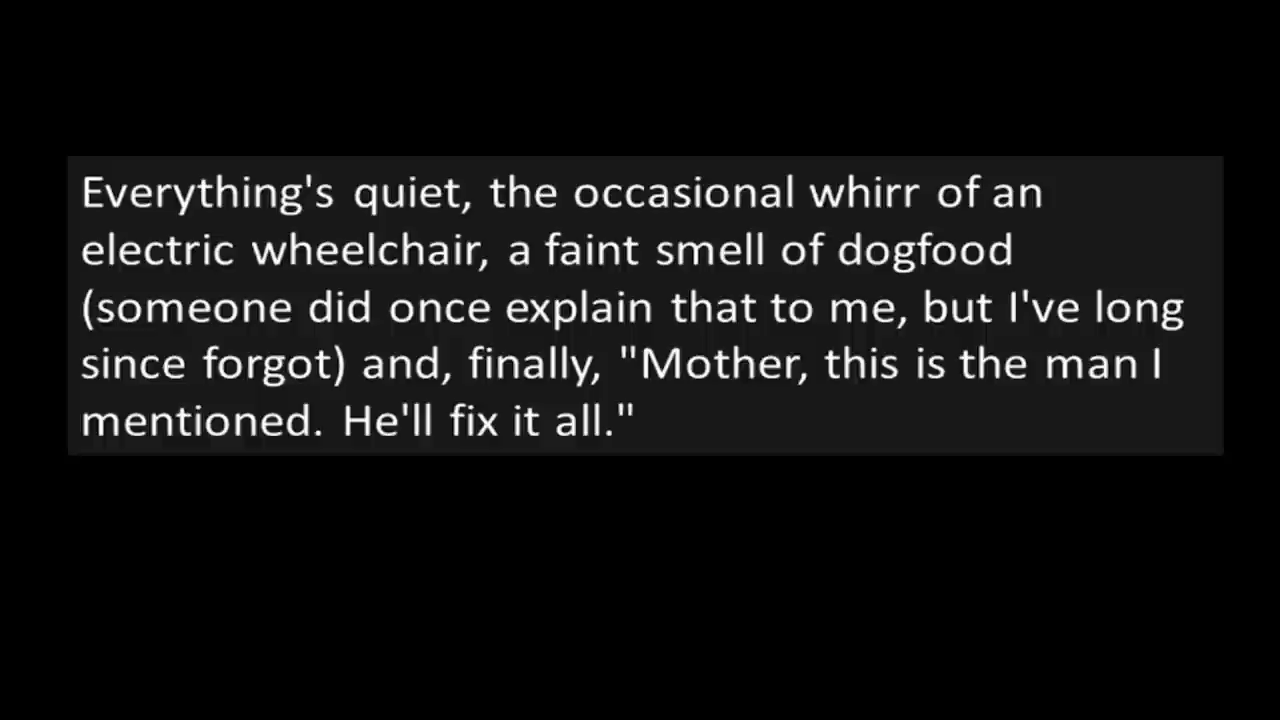 Everything's quiet, the occasional whirr of an
electric wheelchair, a faint smell of dogfood
(someone did once explain that to me, but I've long
since forgot) and, finally, "Mother, this is the man I
mentioned. He'll fix it all."